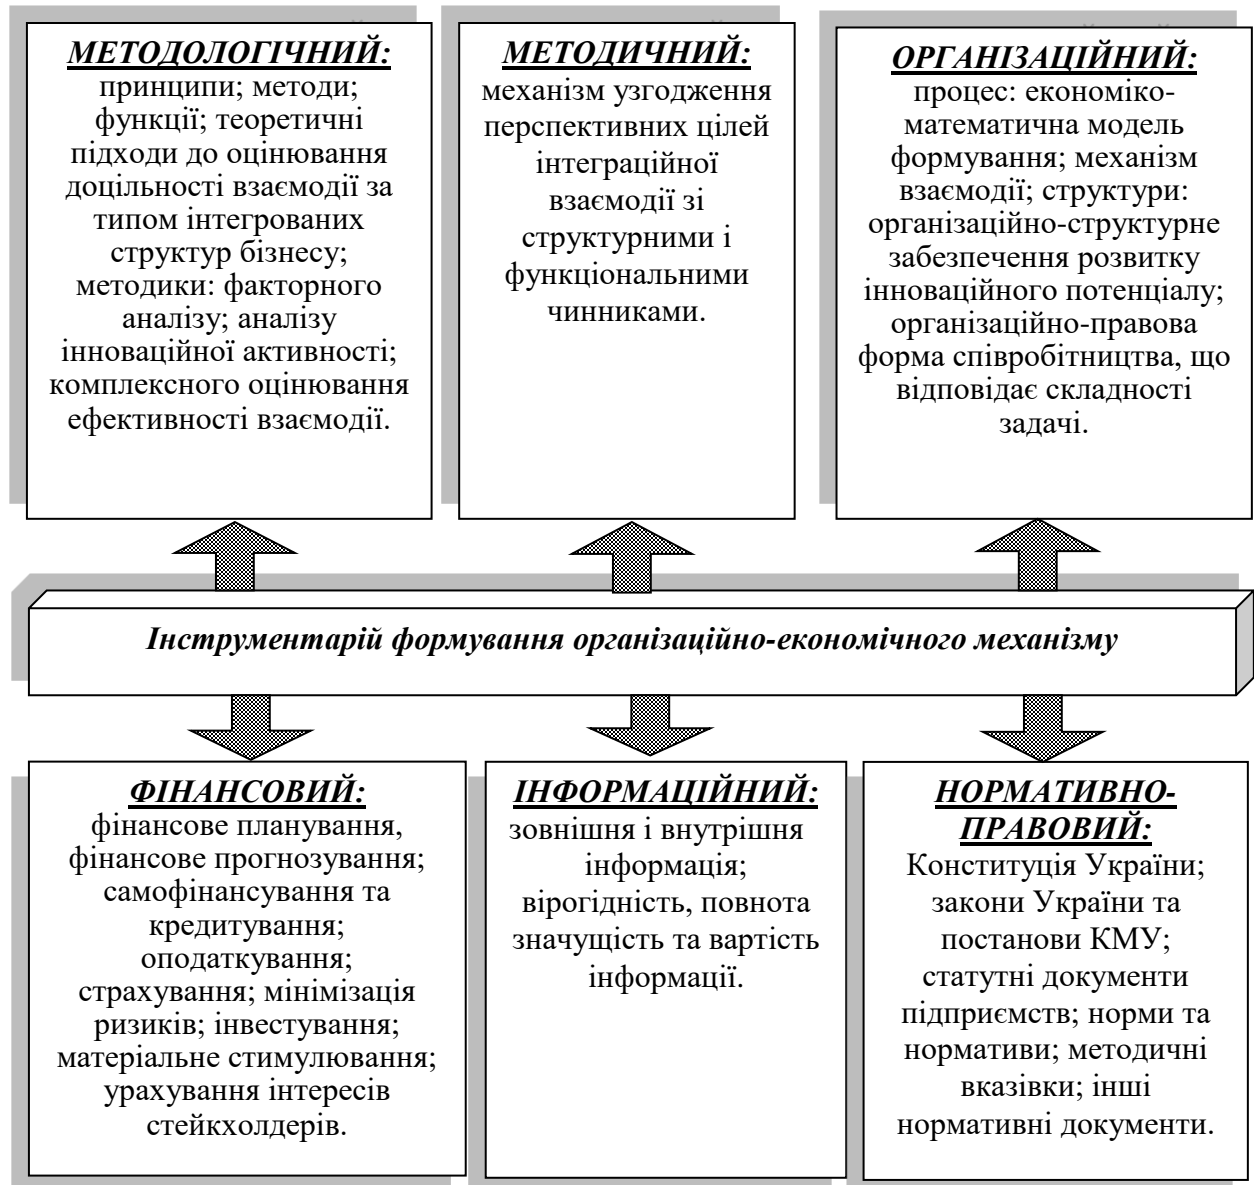 МЕТОДОЛОГІЧНИЙ:
принципи; методи;
функції; теоретичні
підходи до оцінювання
доцільності взаємодії за
типом інтегрованих
структур бізнесу;
методики: факторного
аналізу; аналізу
інноваційної активності;
комплексного оцінювання
ефективності взаємодії.
МЕТОДИЧНИЙ:
механізм узгодження
перспективних цілей
інтеграційної
взаємодії зі
структурними і
функціональними
чинниками.
ОРГАНІЗАЦІЙНИЙ:
процес: економіко-
математична модель
формування; механізм
взаємодії; структури:
організаційно-структурне
забезпечення розвитку
інноваційного потенціалу;
організаційно-правова
форма співробітництва, що
відповідає складності
задачі.
Інструментарій формування організаційно-економічного механізму
ФІНАНСОВИЙ:
фінансове планування,
фінансове прогнозування;
самофінансування та
кредитування;
оподаткування;
страхування; мінімізація
ризиків; інвестування;
матеріальне стимулювання;
урахування інтересів
стейкхолдерів.
ІНФОРМАЦІЙНИЙ:
зовнішня і внутрішня
інформація;
вірогідність, повнота
значущість та вартість
інформації.
НОРМАТИВНО-
ПРАВОВИЙ:
Конституція України;
закони України та
постанови КМУ;
статутні документи
підприємств; норми та
нормативи; методичні
вказівки; інші
нормативні документи.